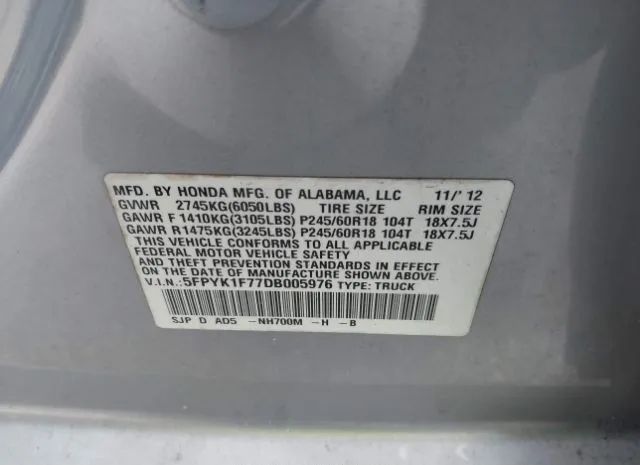 MFD. BY HONDA MFG. OF ALABAMA, LLC 11/'12
GVWR 2745KG(6050LBS) TIRE SIZE RIM SIZE
GAWR F 1410KG(3105LBS) P245/60R18 104T 18X7.5J
GAWR R 1475KG(3245LBS) P245/60R18 104T 18X7.5J
THIS VEHICLE CONFORMS TO ALL APPLICABLE
FEDERAL MOTOR VEHICLE SAFETY
AND THEFT PREVENTION STANDARDS IN EFFECT
ON THE DATE OF MANUFACTURE SHOWN ABOVE.
V.I.N.:5FPYK1F77DB005976 TYPE: TRUCK
SJP D AD5 -NH700M -H -B